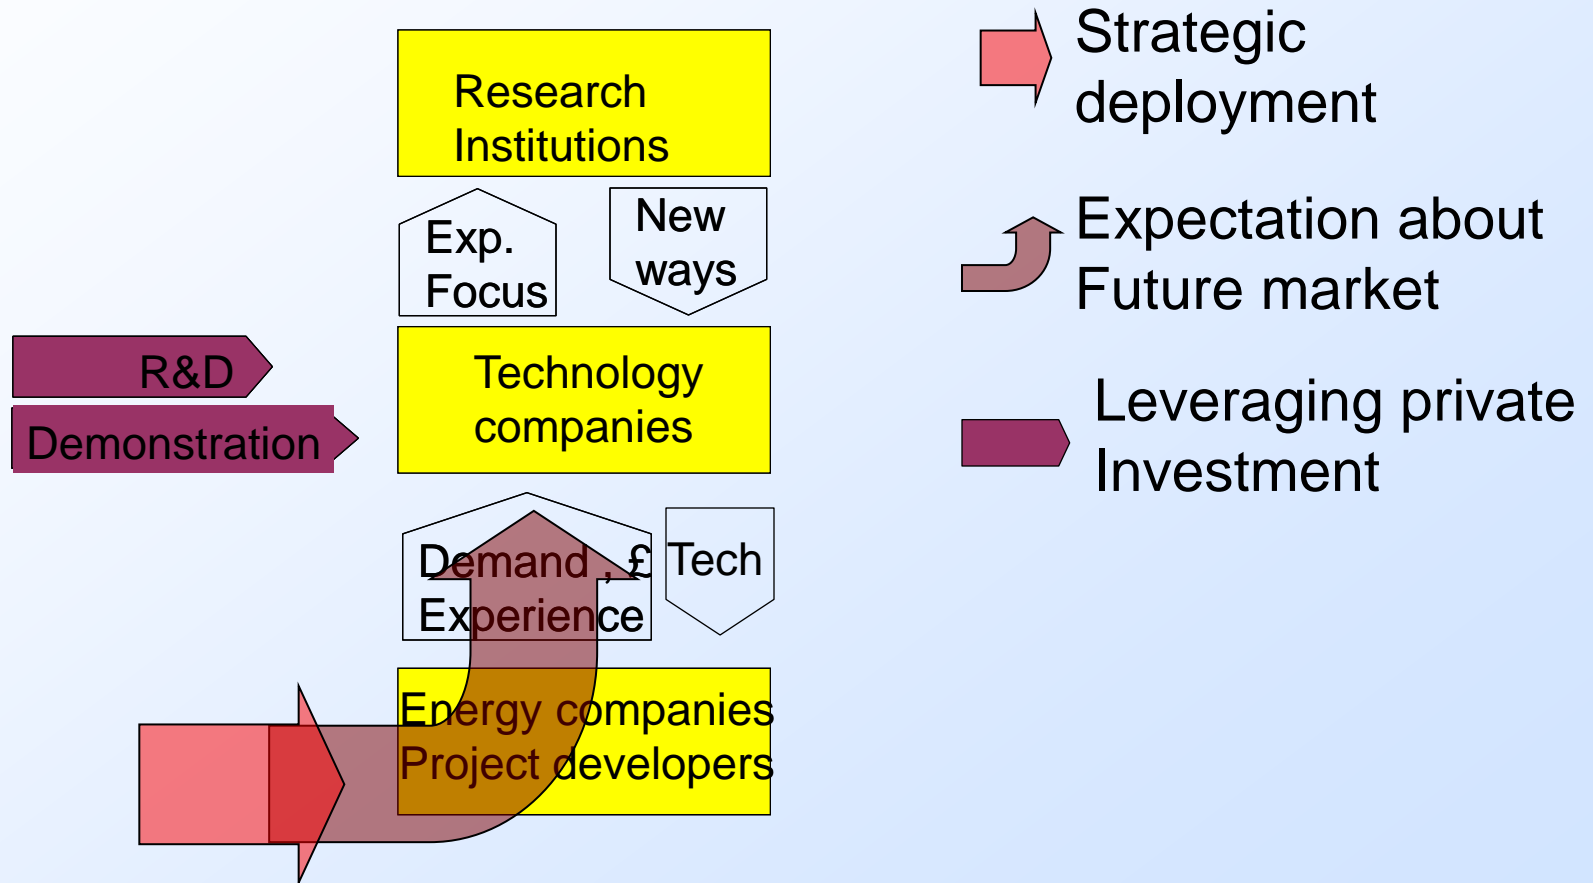 Research
Institutions
Exp.
Focus
New
ways
R&D
Demonstration
Technology
companies
Demand , £
Experience
Tech
Energy companies
Project developers
Strategic
deployment
Expectation about
Future market
Leveraging private
Investment